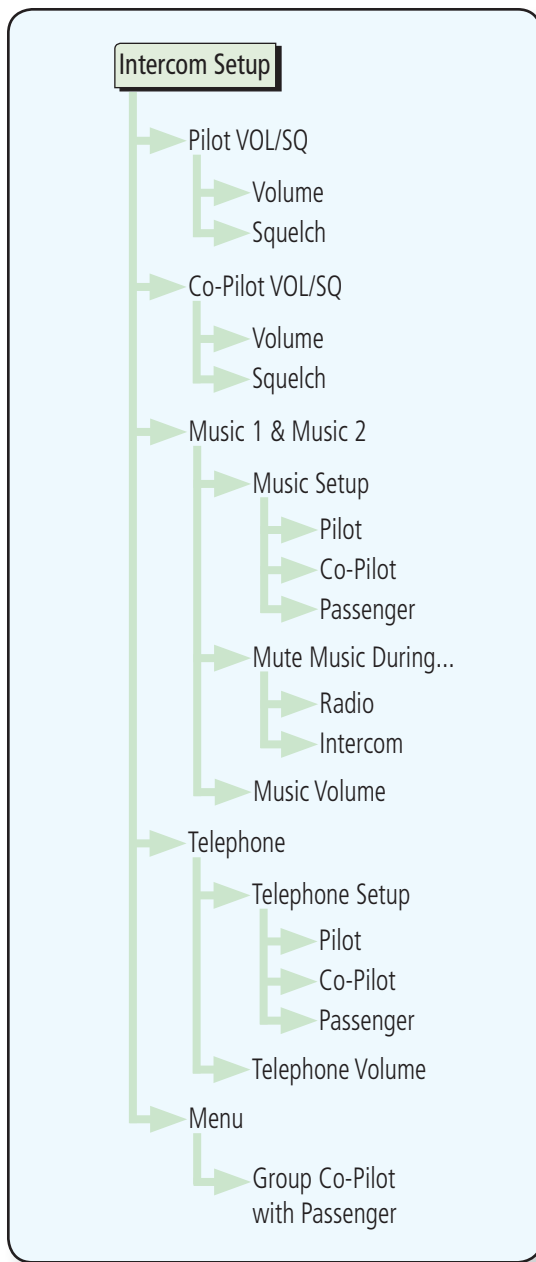 Intercom Setup
Pilot VOL/SQ
Volume
Squelch
Co-Pilot VOL/SQ
Volume
Squelch
Music 1 & Music 2
Music Setup
Pilot
Co-Pilot
Passenger
Mute Music During...
Radio
Intercom
Music Volume
Telephone
Telephone Setup
Pilot
Co-Pilot
Passenger
Telephone Volume
Menu
Group Co-Pilot
with Passenger